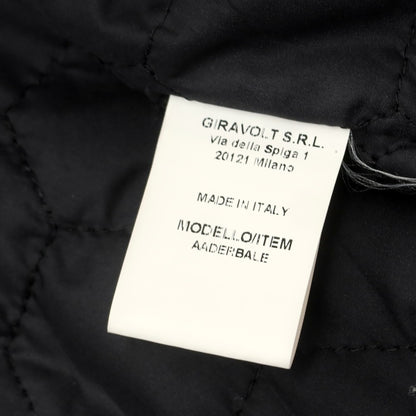 GIRAVOLT S.R.L.
Via della Spiga 1
20121 Milano
MADE IN ITALY
MODELLO/ITEM
AADERBALE